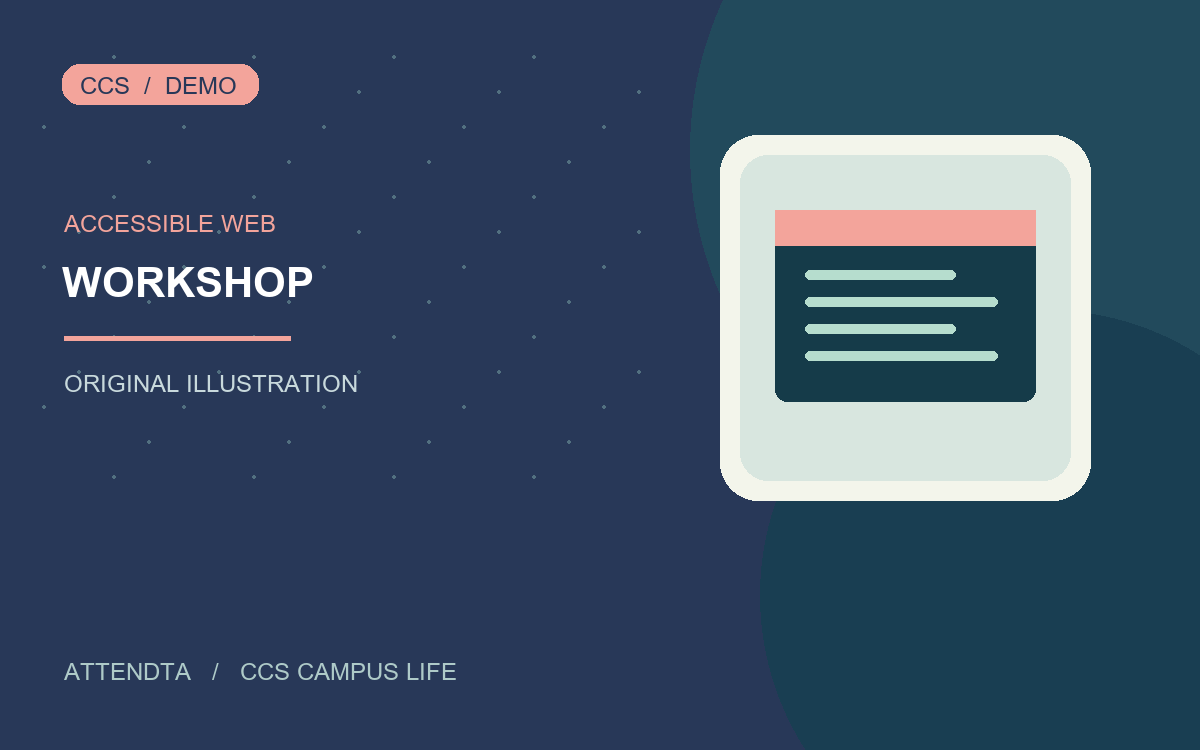 CCS / DEMO
ACCESSIBLE WEB
WORKSHOP
ORIGINAL ILLUSTRATION
ATTENDTA / CCS CAMPUS LIFE